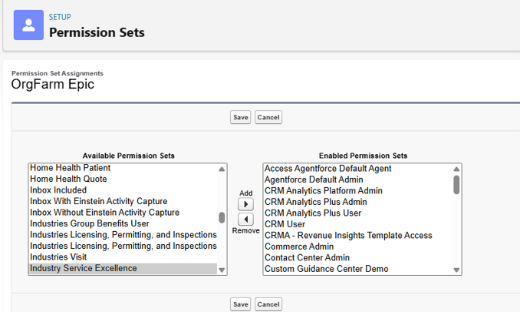 SETUP
Permission Sets
Permission Set Assignments
OrgFarm Epic
Save Cancel
Available Permission Sets
Home Health Patient
Home Health Quote
Inbox Included
Inbox With Einstein Activity Capture
Inbox Without Einstein Activity Capture
Industries Group Benefits User
Industries Licensing, Permitting, and Inspections
Industries Licensing, Permitting, and Inspections
Industries Visit
Industry Service Excellence
Add
Remove
Enabled Permission Sets
Access Agentforce Default Agent
Agentforce Default Admin
CRM Analytics Platform Admin
CRM Analytics Plus Admin
CRM Analytics Plus User
CRM User
CRMA - Revenue Insights Template Access
Commerce Admin
Contact Center Admin
Custom Guidance Center Demo
Save Cancel